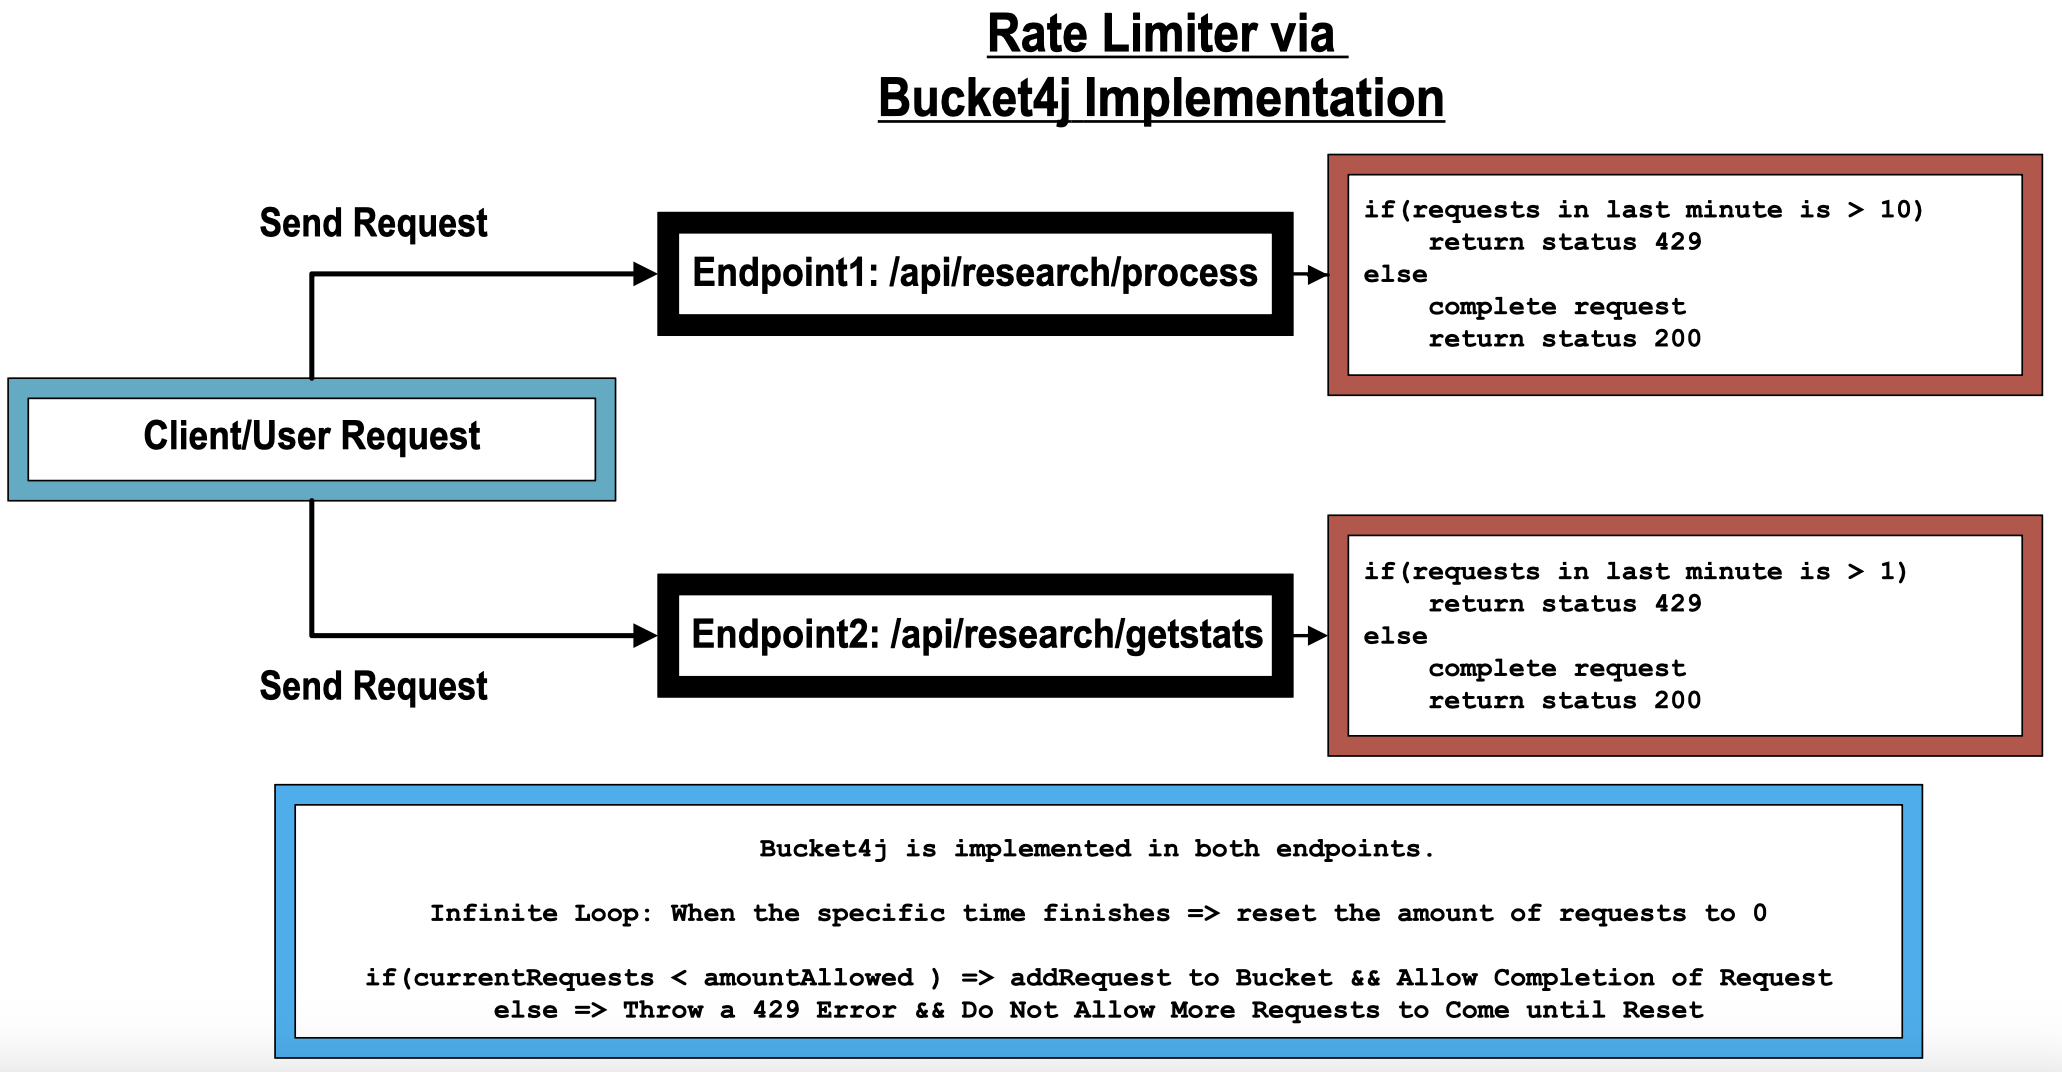 Rate Limiter via
Bucket4j Implementation
Send Request
Endpoint1: /api/research/process
if(requests in last minute is > 10)
    return status 429
else
    complete request
    return status 200
Client/User Request
Endpoint2: /api/research/getstats
Send Request
if(requests in last minute is > 1)
    return status 429
else
    complete request
    return status 200
Bucket4j is implemented in both endpoints.
Infinite Loop: When the specific time finishes => reset the amount of requests to 0
if(currentRequests < amountAllowed ) => addRequest to Bucket && Allow Completion of Request
else => Throw a 429 Error && Do Not Allow More Requests to Come until Reset